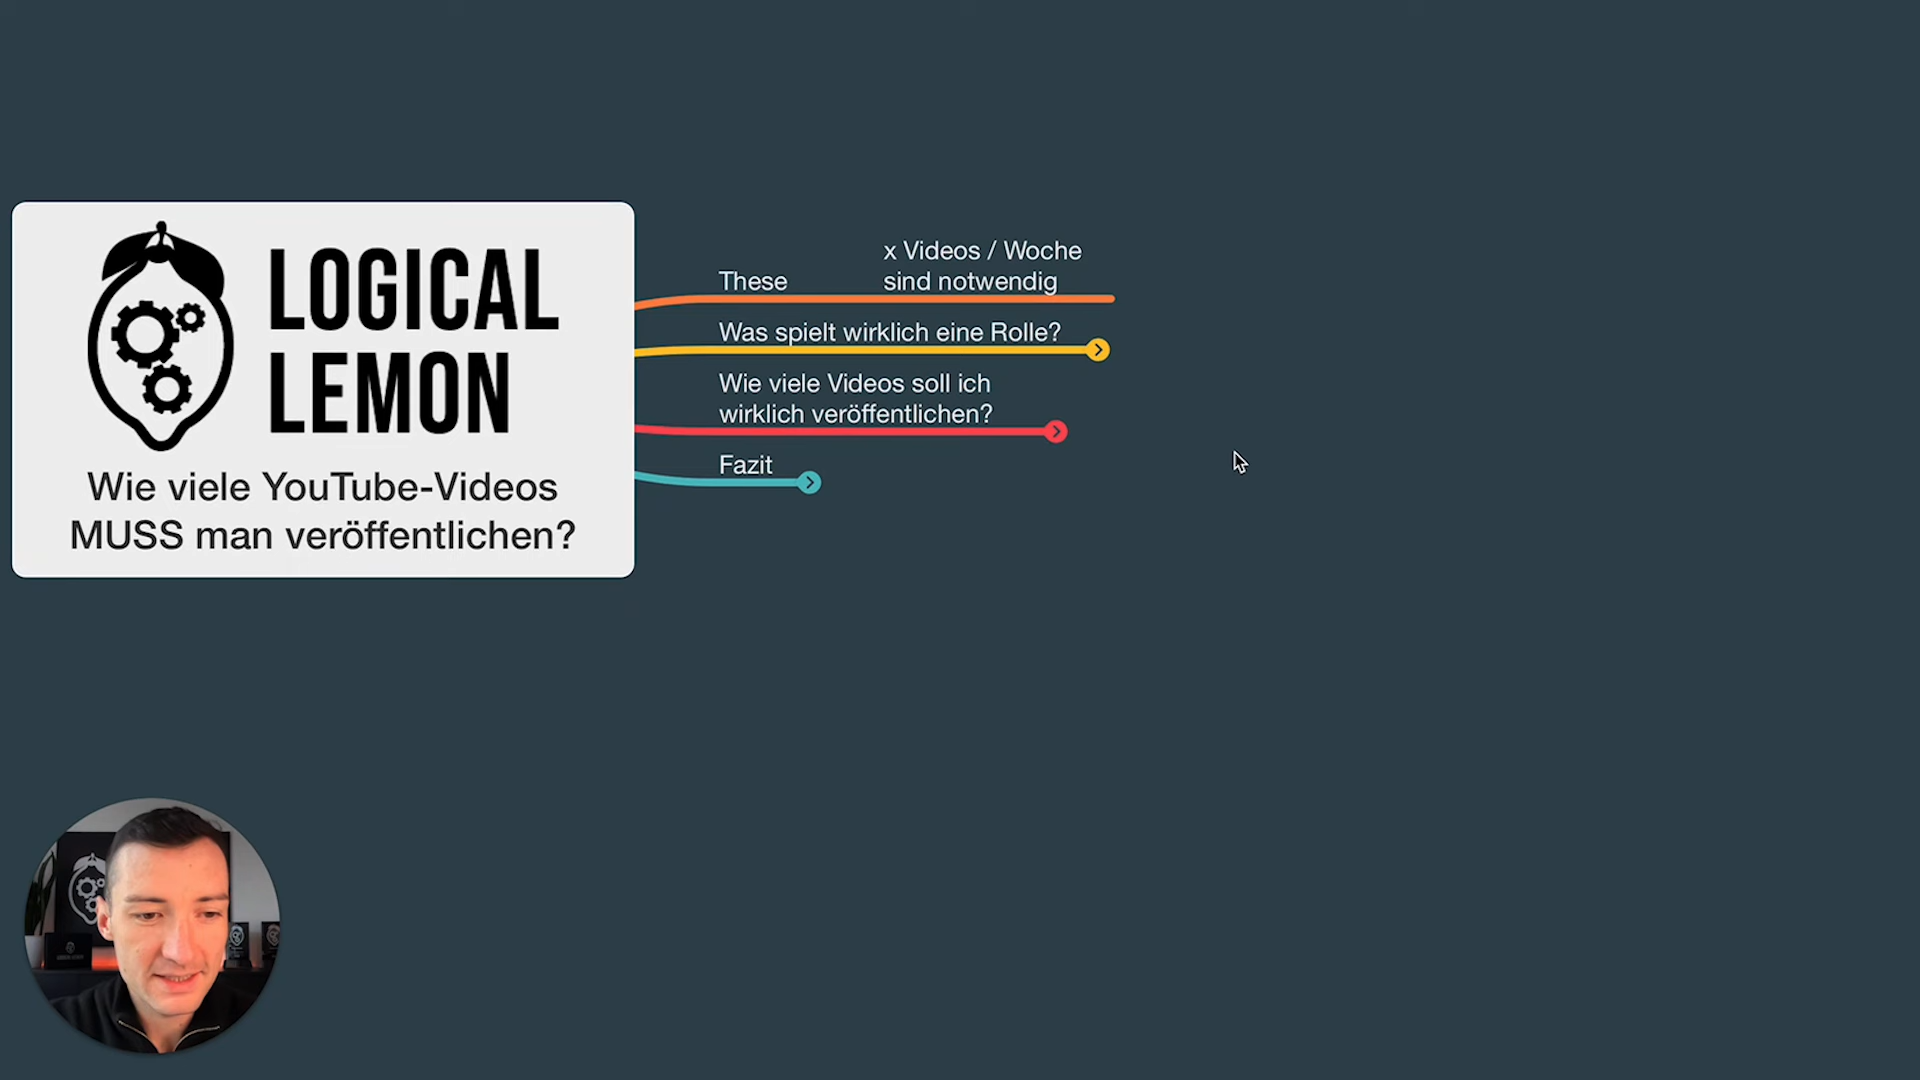 LOGICAL
LEMON
Wie viele YouTube-Videos
MUSS man veröffentlichen?
These
x Videos / Woche
sind notwendig
Was spielt wirklich eine Rolle?
Wie viele Videos soll ich
wirklich veröffentlichen?
Fazit